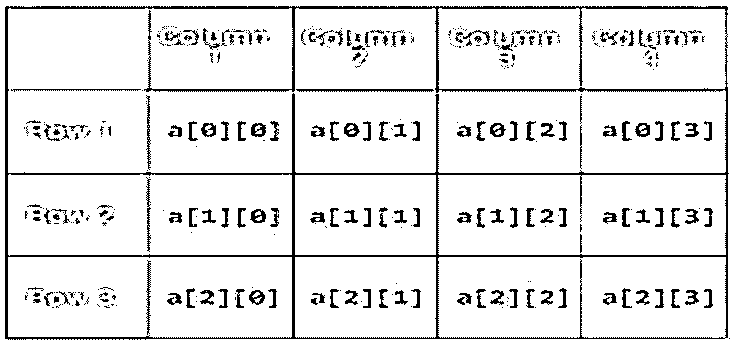 Column 1
Column 2
Column 3
Column 4
Row 1
a[0][0]
a[0][1]
a[0][2]
a[0][3]
Row 2
a[1][0]
a[1][1]
a[1][2]
a[1][3]
Row 3
a[2][0]
a[2][1]
a[2][2]
a[2][3]